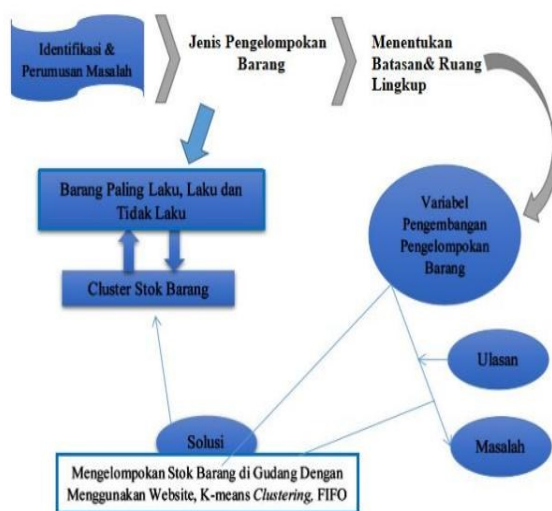 Identifikasi &
Perumusan Masalah
Jenis Pengelompokan
Barang
Menentukan
Batasan& Ruang
Lingkup
Barang Paling Laku, Laku dan
Tidak Laku
Cluster Stok Barang
Variabel
Pengembangan
Pengelompokan
Barang
Ulasan
Masalah
Solusi
Mengelompokan Stok Barang di Gudang Dengan
Menggunakan Website, K-means Clustering, FIFO